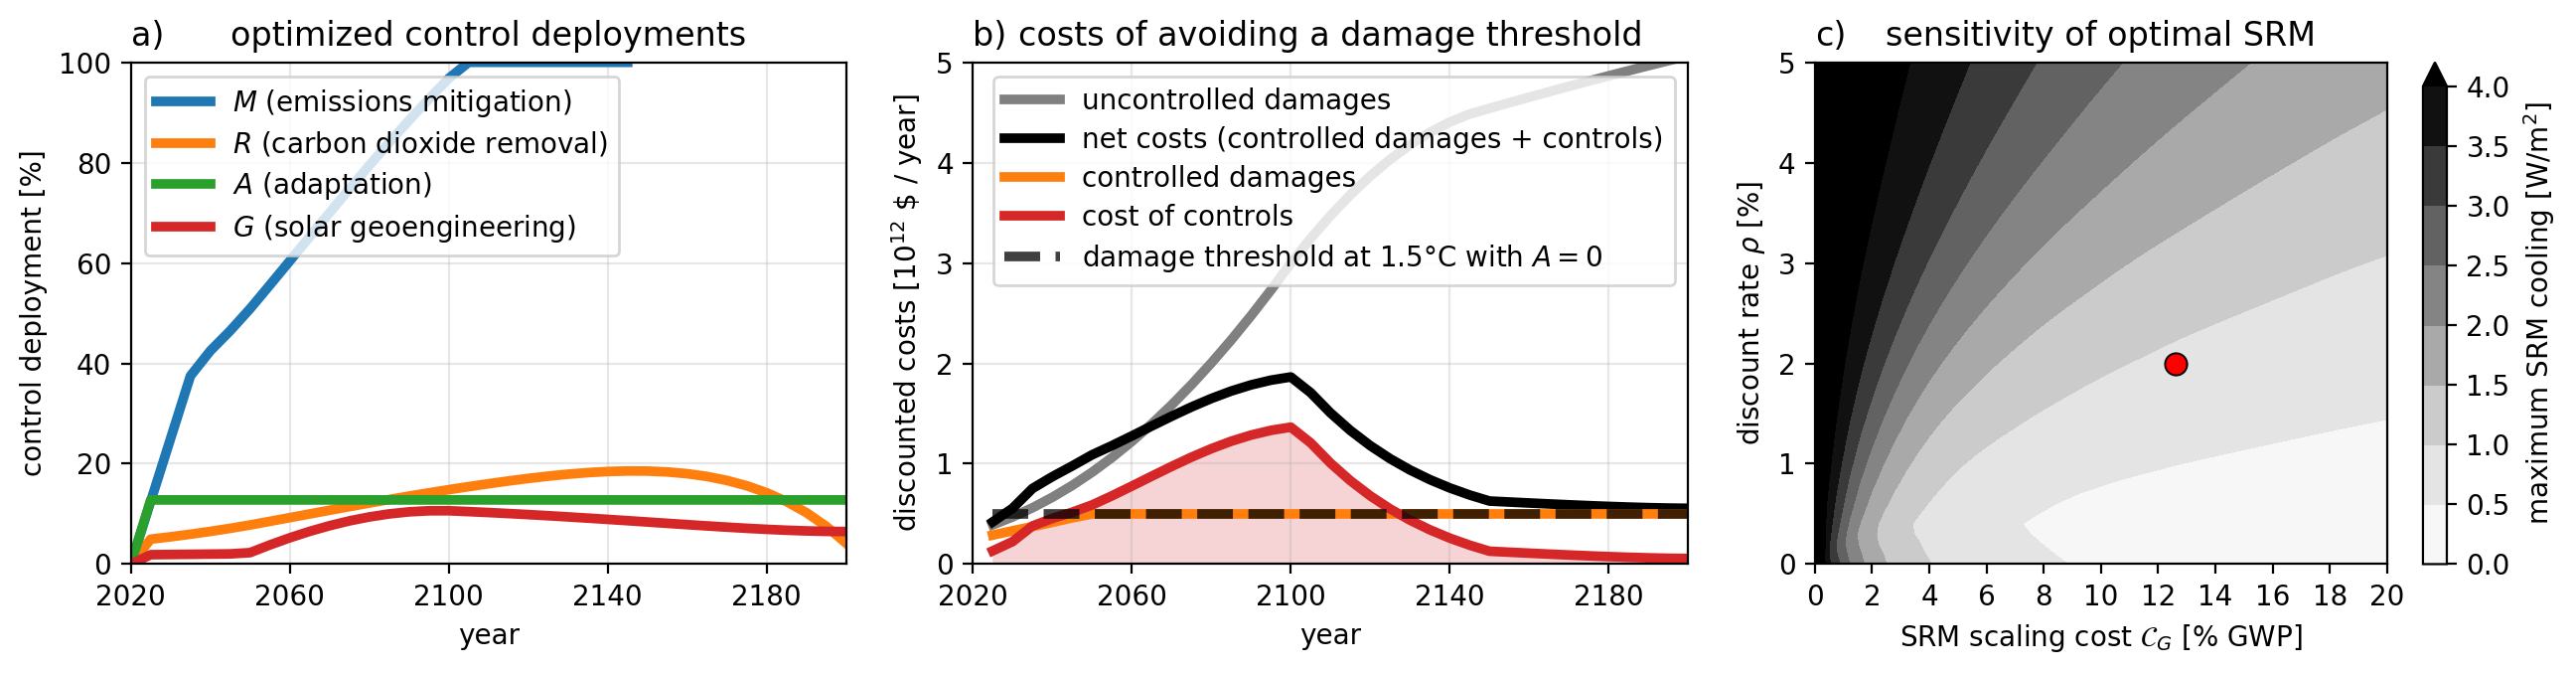 a) optimized control deployments
control deployment [%]
100
80
60
40
20
0
M (emissions mitigation)
R (carbon dioxide removal)
A (adaptation)
G (solar geoengineering)
2020 2060 2100 2140 2180
year
b) costs of avoiding a damage threshold
discounted costs [10¹² $ / year]
5
4
3
2
1
0
uncontrolled damages
net costs (controlled damages + controls)
controlled damages
cost of controls
damage threshold at 1.5°C with A = 0
2020 2060 2100 2140 2180
year
c) sensitivity of optimal SRM
discount rate ρ [%]
5
4
3
2
1
0
0 2 4 6 8 10 12 14 16 18 20
SRM scaling cost 𝒞G [% GWP]
4.0
3.5
3.0
2.5
2.0
1.5
1.0
0.5
0.0
maximum SRM cooling [W/m²]